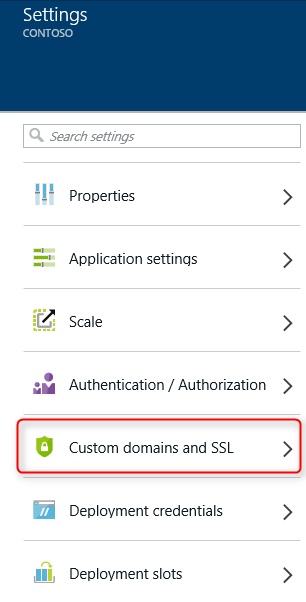 Settings
CONTOSO
Search settings
Properties
Application settings
Scale
Authentication / Authorization
Custom domains and SSL
Deployment credentials
Deployment slots